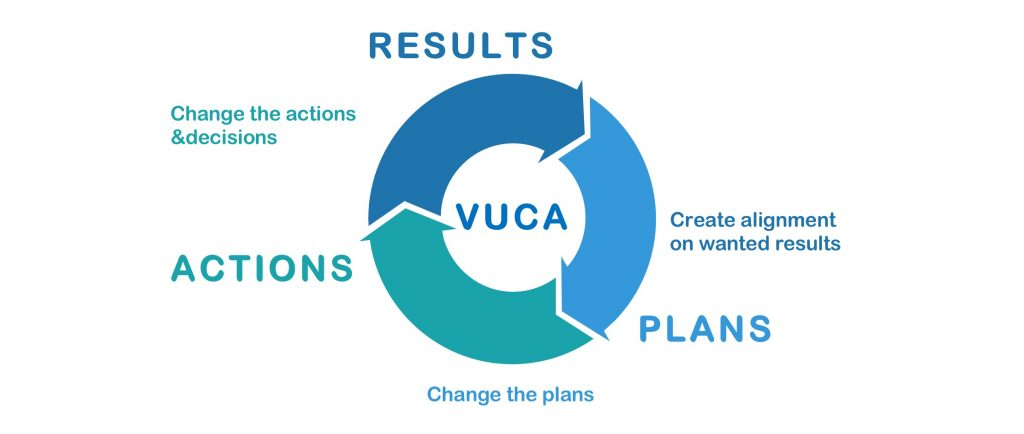 RESULTS
Change the actions
&decisions
VUCA
Create alignment
on wanted results
ACTIONS
PLANS
Change the plans